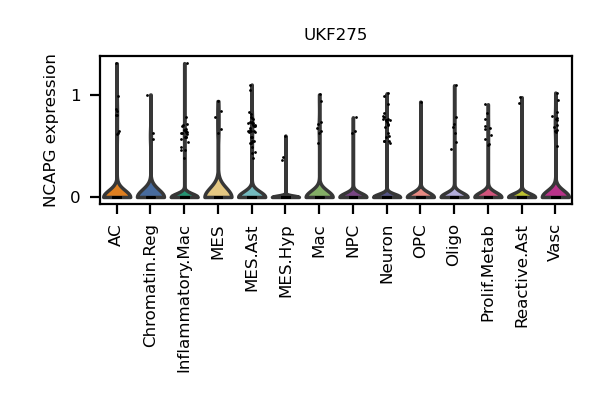 UKF275
NCAPG expression
1
0
AC
Chromatin.Reg
Inflammatory.Mac
MES
MES.Ast
MES.Hyp
Mac
NPC
Neuron
OPC
Oligo
Prolif.Metab
Reactive.Ast
Vasc